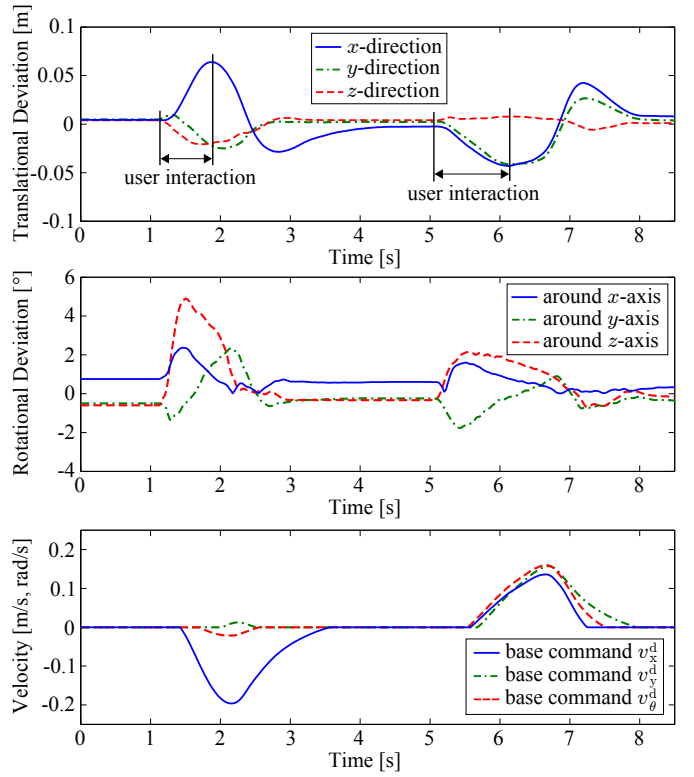 Translational Deviation [m]
0.1
0.05
0
-0.05
-0.1
x-direction
y-direction
z-direction
user interaction
user interaction
0 1 2 3 4 5 6 7 8
Time [s]
Rotational Deviation [°]
6
4
2
0
-2
-4
around x-axis
around y-axis
around z-axis
0 1 2 3 4 5 6 7 8
Time [s]
Velocity [m/s, rad/s]
0.2
0.1
0
-0.1
-0.2
base command v_x^d
base command v_y^d
base command v_θ^d
0 1 2 3 4 5 6 7 8
Time [s]